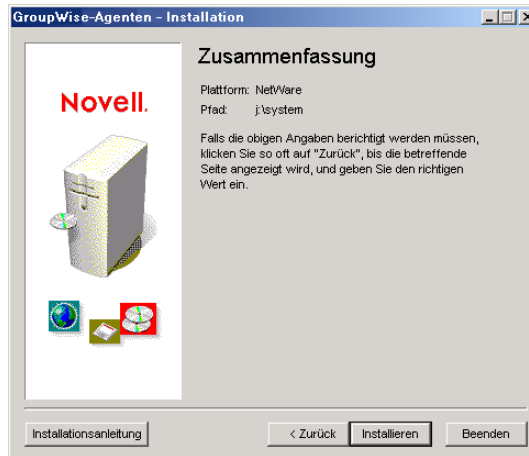 GroupWise-Agenten - Installation
Novell.
Zusammenfassung
Plattform: NetWare
Pfad: j:\system
Falls die obigen Angaben berichtigt werden müssen,
klicken Sie so oft auf "Zurück", bis die betreffende
Seite angezeigt wird, und geben Sie den richtigen
Wert ein.
Installationsanleitung
< Zurück
Installieren
Beenden